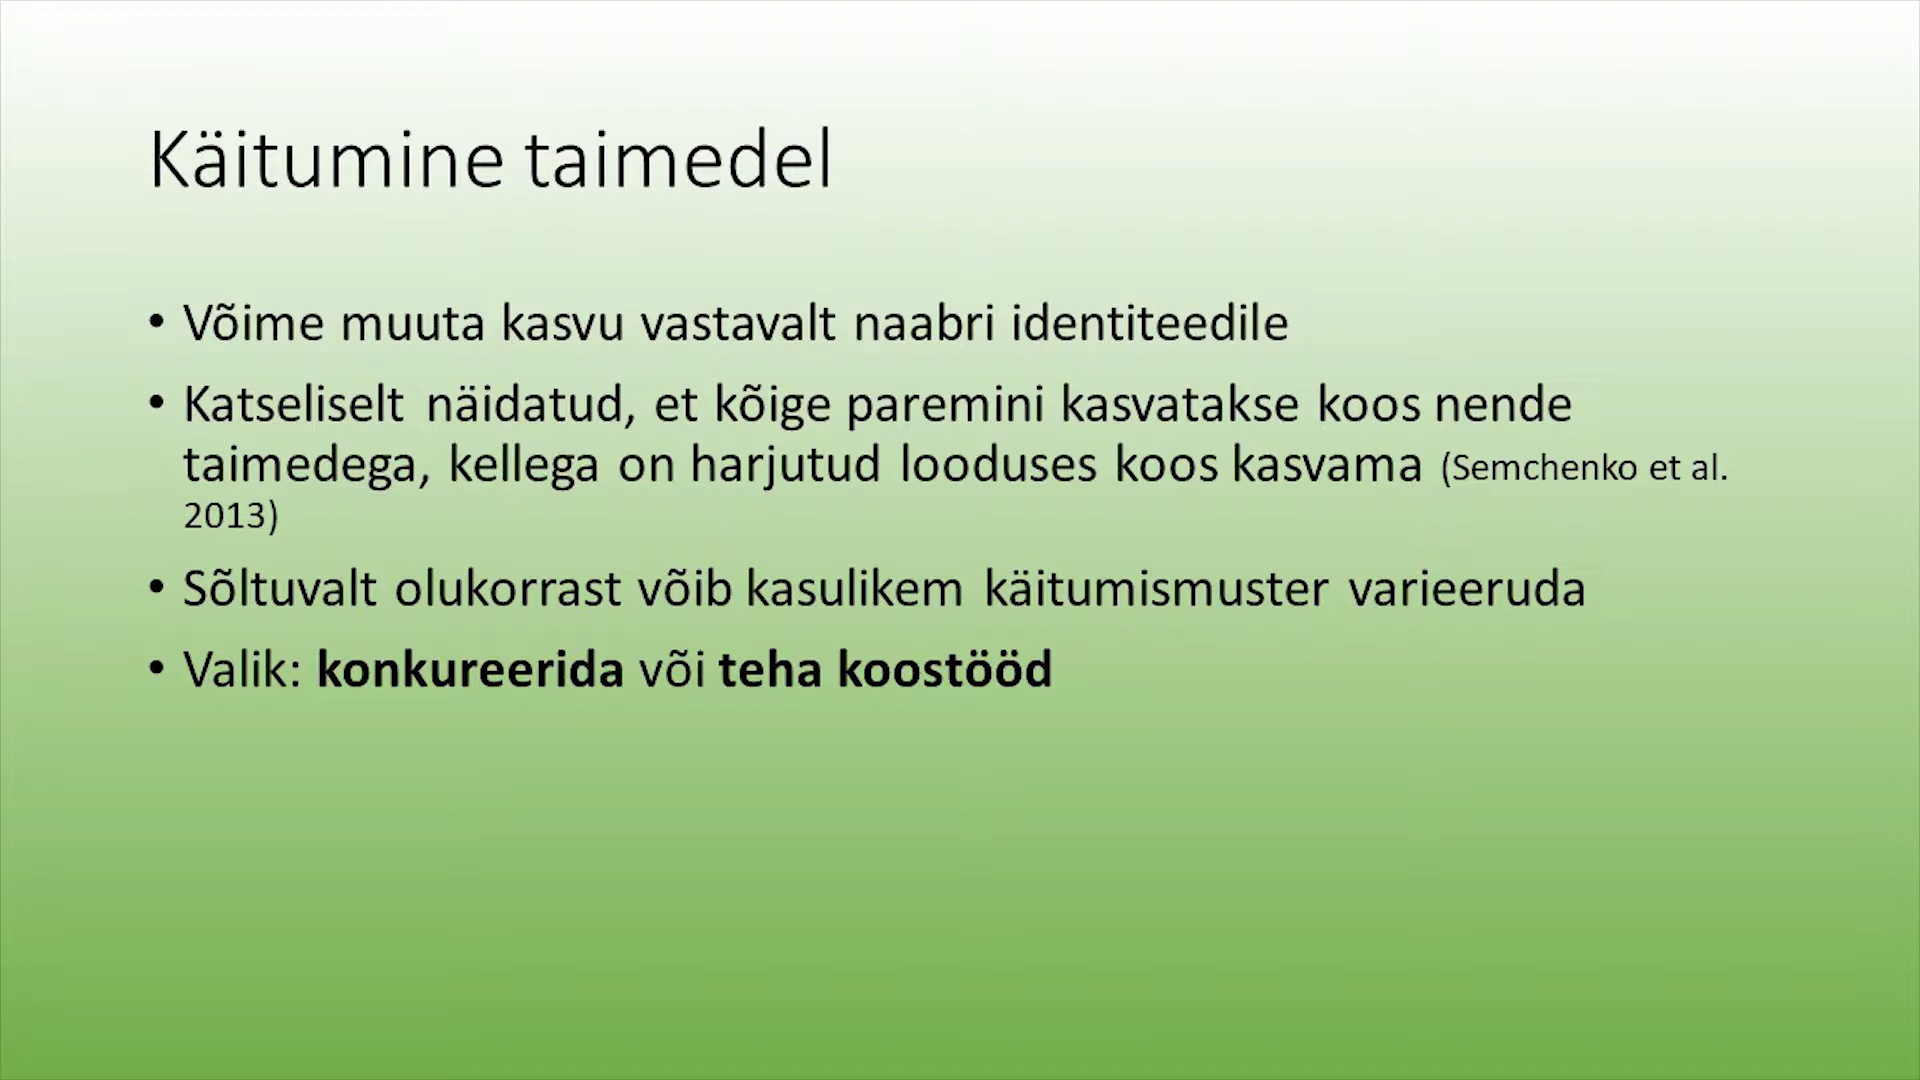 Käitumine taimedel
• Võime muuta kasvu vastavalt naabri identiteedile
• Katseliselt näidatud, et kõige paremini kasvatakse koos nende
taimedega, kellega on harjutud looduses koos kasvama (Semchenko et al.
2013)
• Sõltuvalt olukorrast võib kasulikem käitumismuster varieeruda
• Valik: konkureerida või teha koostööd